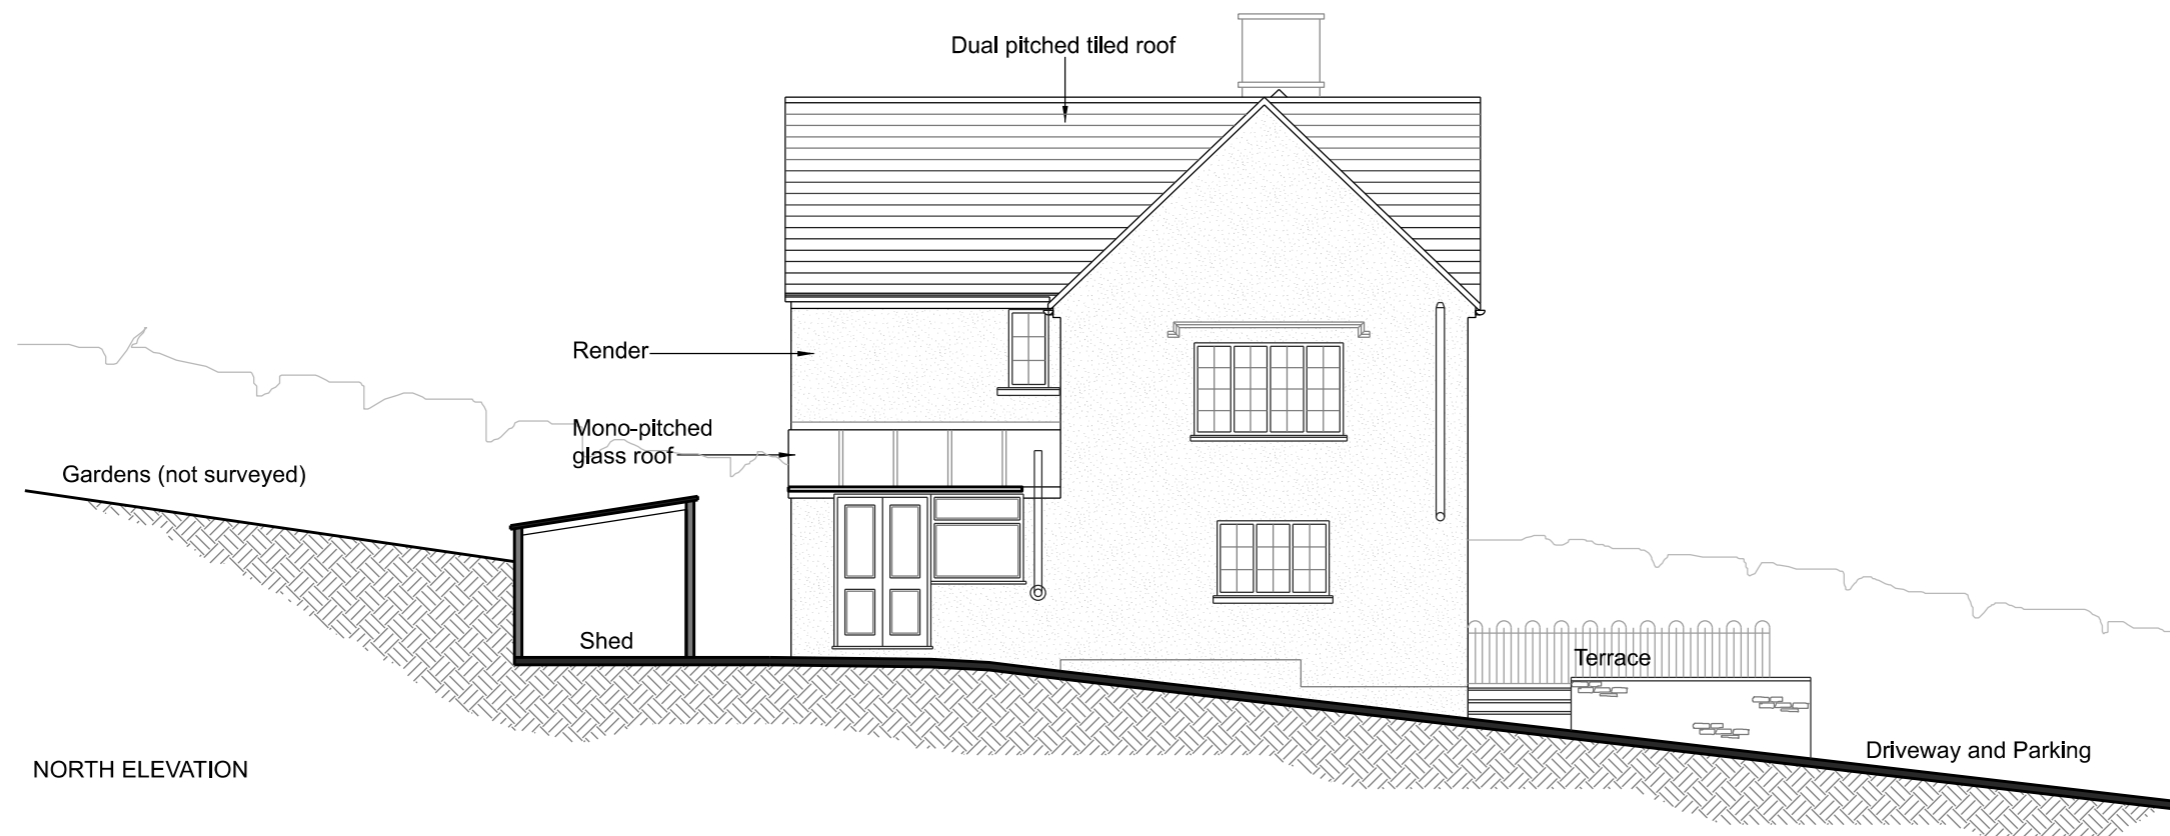 Dual pitched tiled roof
Render
Mono-pitched
glass roof
Gardens (not surveyed)
Shed
Terrace
Driveway and Parking
NORTH ELEVATION